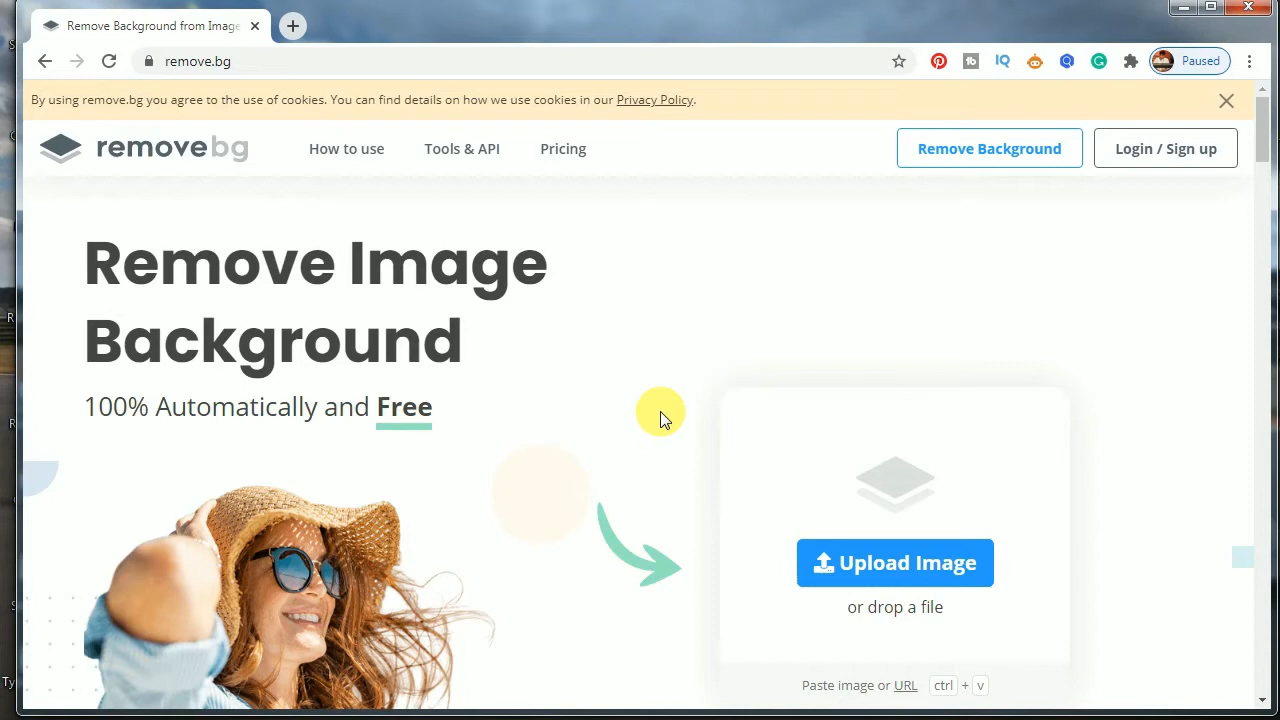 Remove Background from Image
remove.bg
IQ
Paused
By using remove.bg you agree to the use of cookies. You can find details on how we use cookies in our Privacy Policy.
removebg
How to use
Tools & API
Pricing
Remove Background
Login / Sign up
Remove Image
Background
100% Automatically and Free
Upload Image
or drop a file
Paste image or URL ctrl + v
Ty